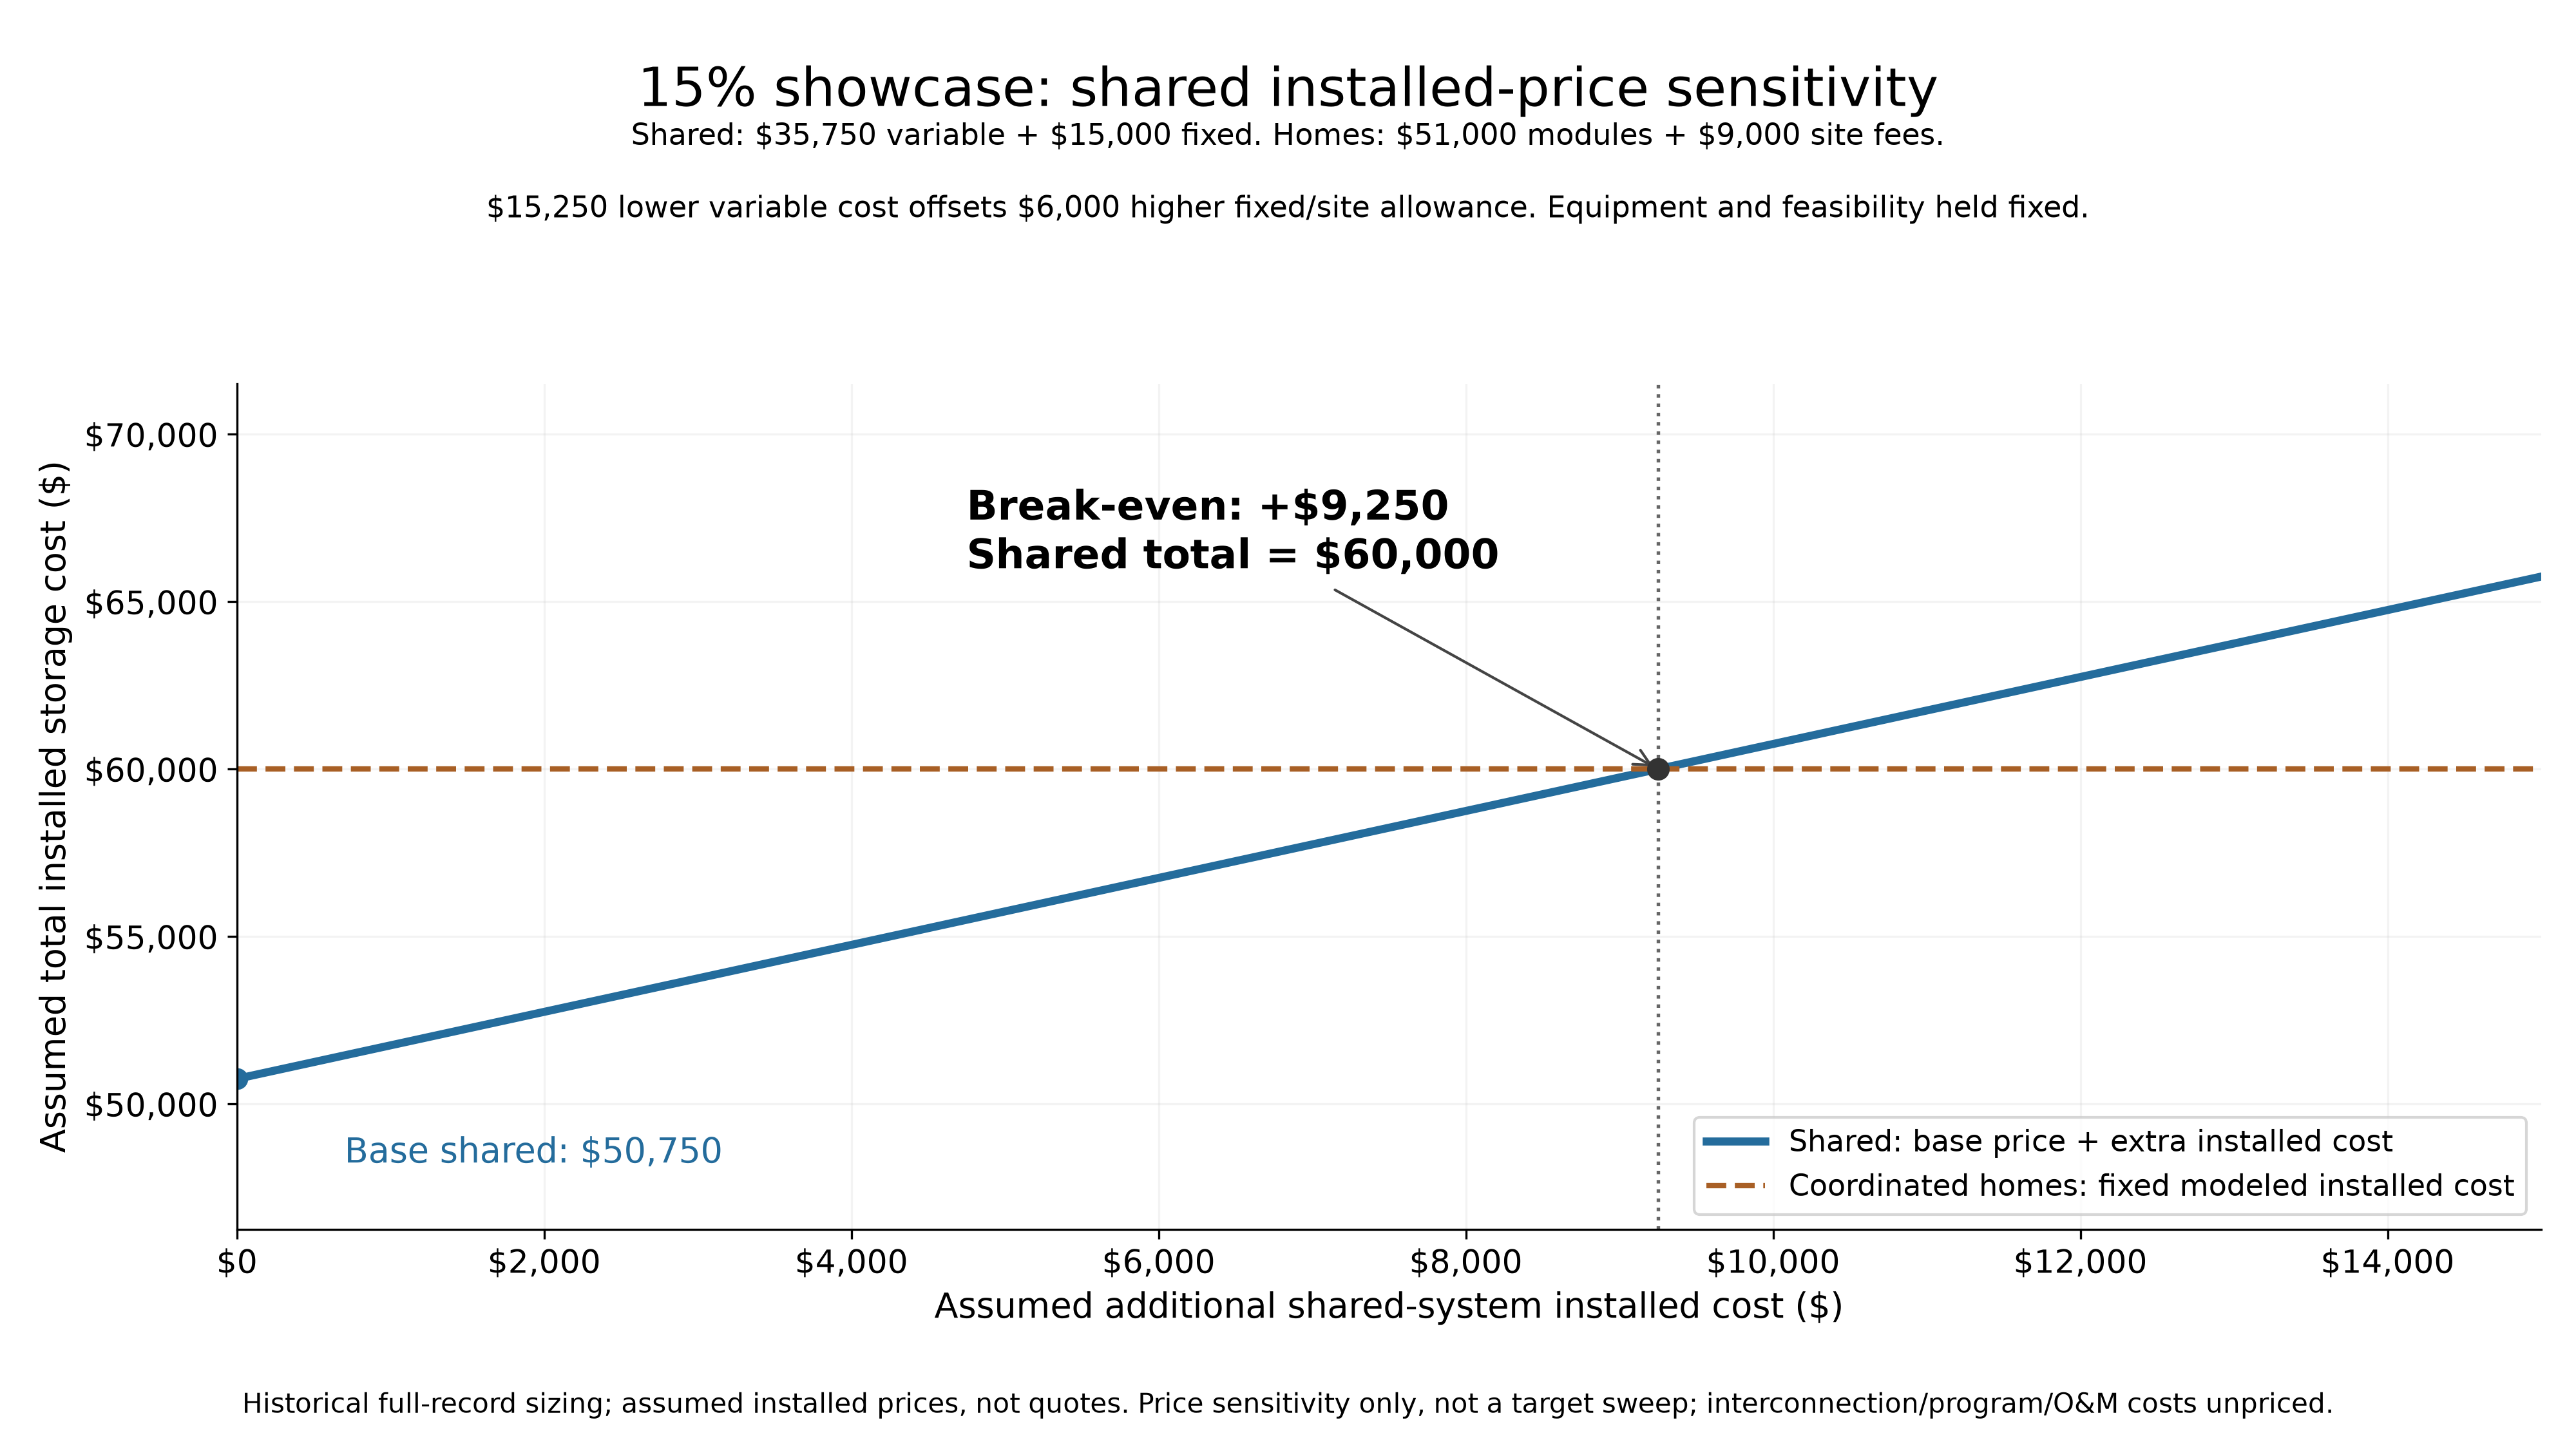 15% showcase: shared installed-price sensitivity
Shared: $35,750 variable + $15,000 fixed. Homes: $51,000 modules + $9,000 site fees.
$15,250 lower variable cost offsets $6,000 higher fixed/site allowance. Equipment and feasibility held fixed.
Assumed total installed storage cost ($)
$70,000
$65,000
$60,000
$55,000
$50,000
Break-even: +$9,250
Shared total = $60,000
Base shared: $50,750
Shared: base price + extra installed cost
Coordinated homes: fixed modeled installed cost
$0
$2,000
$4,000
$6,000
$8,000
$10,000
$12,000
$14,000
Assumed additional shared-system installed cost ($)
Historical full-record sizing; assumed installed prices, not quotes. Price sensitivity only, not a target sweep; interconnection/program/O&M costs unpriced.